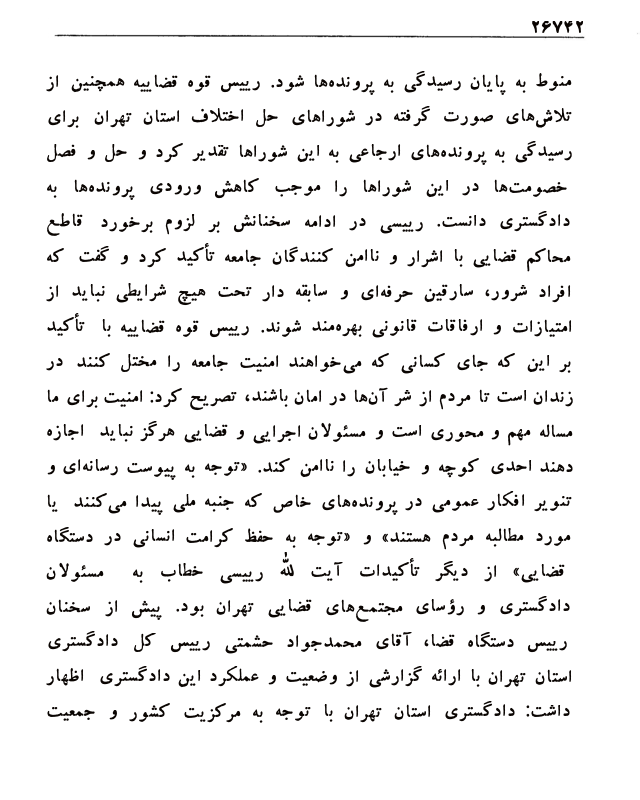 ۲۶۷۴۲
منوط به پایان رسیدگی به پرونده‌ها شود. رییس قوه قضاییه همچنین از
تلاش‌های صورت گرفته در شوراهای حل اختلاف استان تهران برای
رسیدگی به پرونده‌های ارجاعی به این شوراها تقدیر کرد و حل و فصل
خصومت‌ها در این شوراها را موجب کاهش ورودی پرونده‌ها به
دادگستری دانست. رییسی در ادامه سخنانش بر لزوم برخورد قاطع
محاکم قضایی با اشرار و ناامن کنندگان جامعه تأکید کرد و گفت که
افراد شرور، سارقین حرفه‌ای و سابقه دار تحت هیچ شرایطی نباید از
امتیازات و ارفاقات قانونی بهره‌مند شوند. رییس قوه قضاییه با تأکید
بر این که جای کسانی که می‌خواهند امنیت جامعه را مختل کنند در
زندان است تا مردم از شر آن‌ها در امان باشند، تصریح کرد: امنیت برای ما
مساله مهم و محوری است و مسئولان اجرایی و قضایی هرگز نباید اجازه
دهند احدی کوچه و خیابان را ناامن کند. «توجه به پیوست رسانه‌ای و
تنویر افکار عمومی در پرونده‌های خاص که جنبه ملی پیدا می‌کنند یا
مورد مطالبه مردم هستند» و «توجه به حفظ کرامت انسانی در دستگاه
قضایی» از دیگر تأکیدات آیت لله رییسی خطاب به مسئولان
دادگستری و رؤسای مجتمع‌های قضایی تهران بود. پیش از سخنان
رییس دستگاه قضا، آقای محمدجواد حشمتی رییس کل دادگستری
استان تهران با ارائه گزارشی از وضعیت و عملکرد این دادگستری اظهار
داشت: دادگستری استان تهران با توجه به مرکزیت کشور و جمعیت